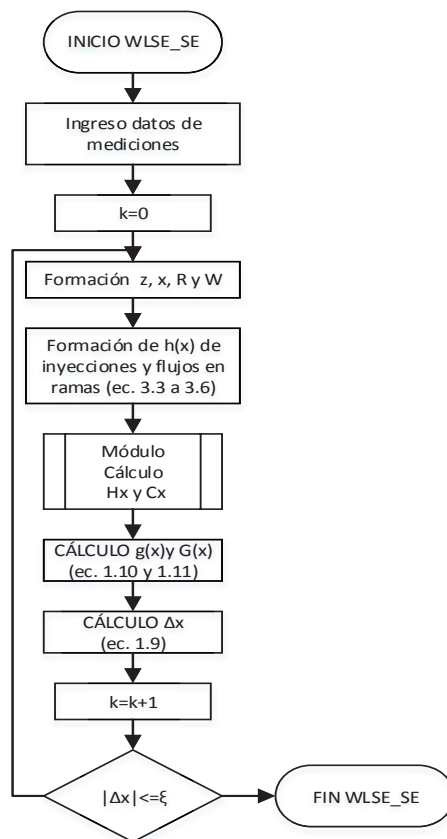 INICIO WLSE_SE
Ingreso datos de
mediciones
k=0
Formación  z, x, R y W
Formación de h(x) de
inyecciones y flujos en
ramas (ec. 3.3 a 3.6)
Módulo
Cálculo
Hx y Cx
CÁLCULO g(x)y G(x)
(ec. 1.10 y 1.11)
CÁLCULO Δx
(ec. 1.9)
k=k+1
|Δx|<=ξ
FIN WLSE_SE